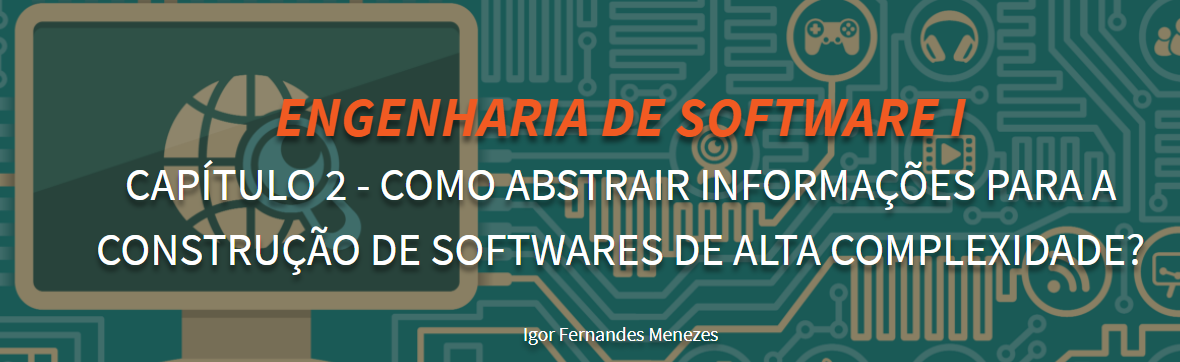 ENGENHARIA DE SOFTWARE I
CAPÍTULO 2 - COMO ABSTRAIR INFORMAÇÕES PARA A
CONSTRUÇÃO DE SOFTWARES DE ALTA COMPLEXIDADE?
Igor Fernandes Menezes